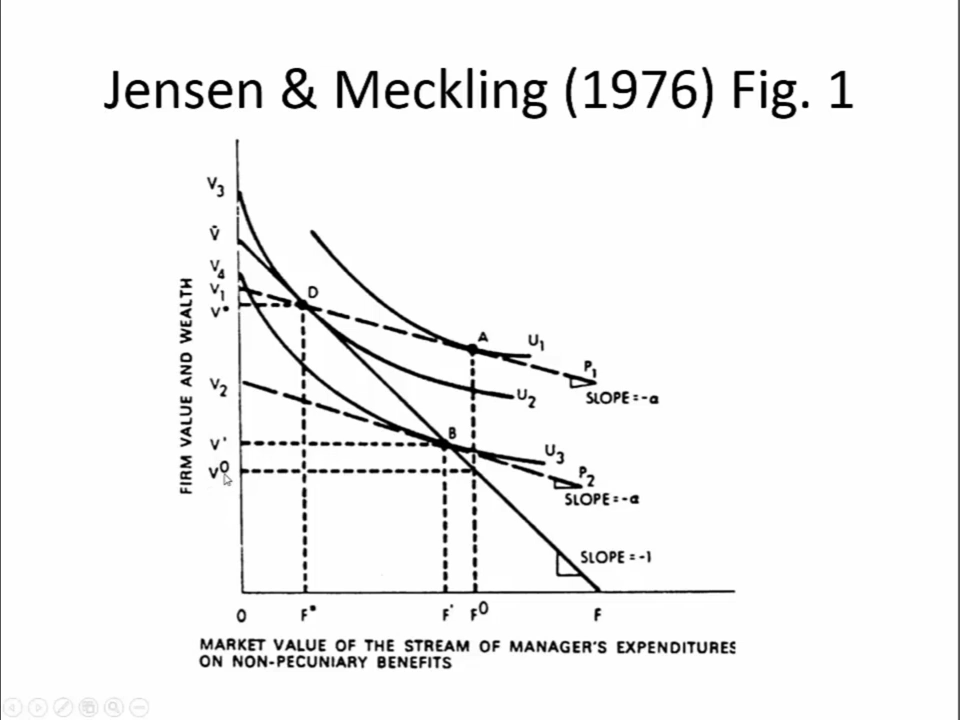 Jensen & Meckling (1976) Fig. 1
V3
V̄
V4
V1
V*
V2
V'
V0
FIRM VALUE AND WEALTH
D
A
U1
P1
SLOPE = -α
U2
B
U3
P2
SLOPE = -α
SLOPE = -1
0
F*
F'
F0
F
MARKET VALUE OF THE STREAM OF MANAGER'S EXPENDITURES
ON NON-PECUNIARY BENEFITS